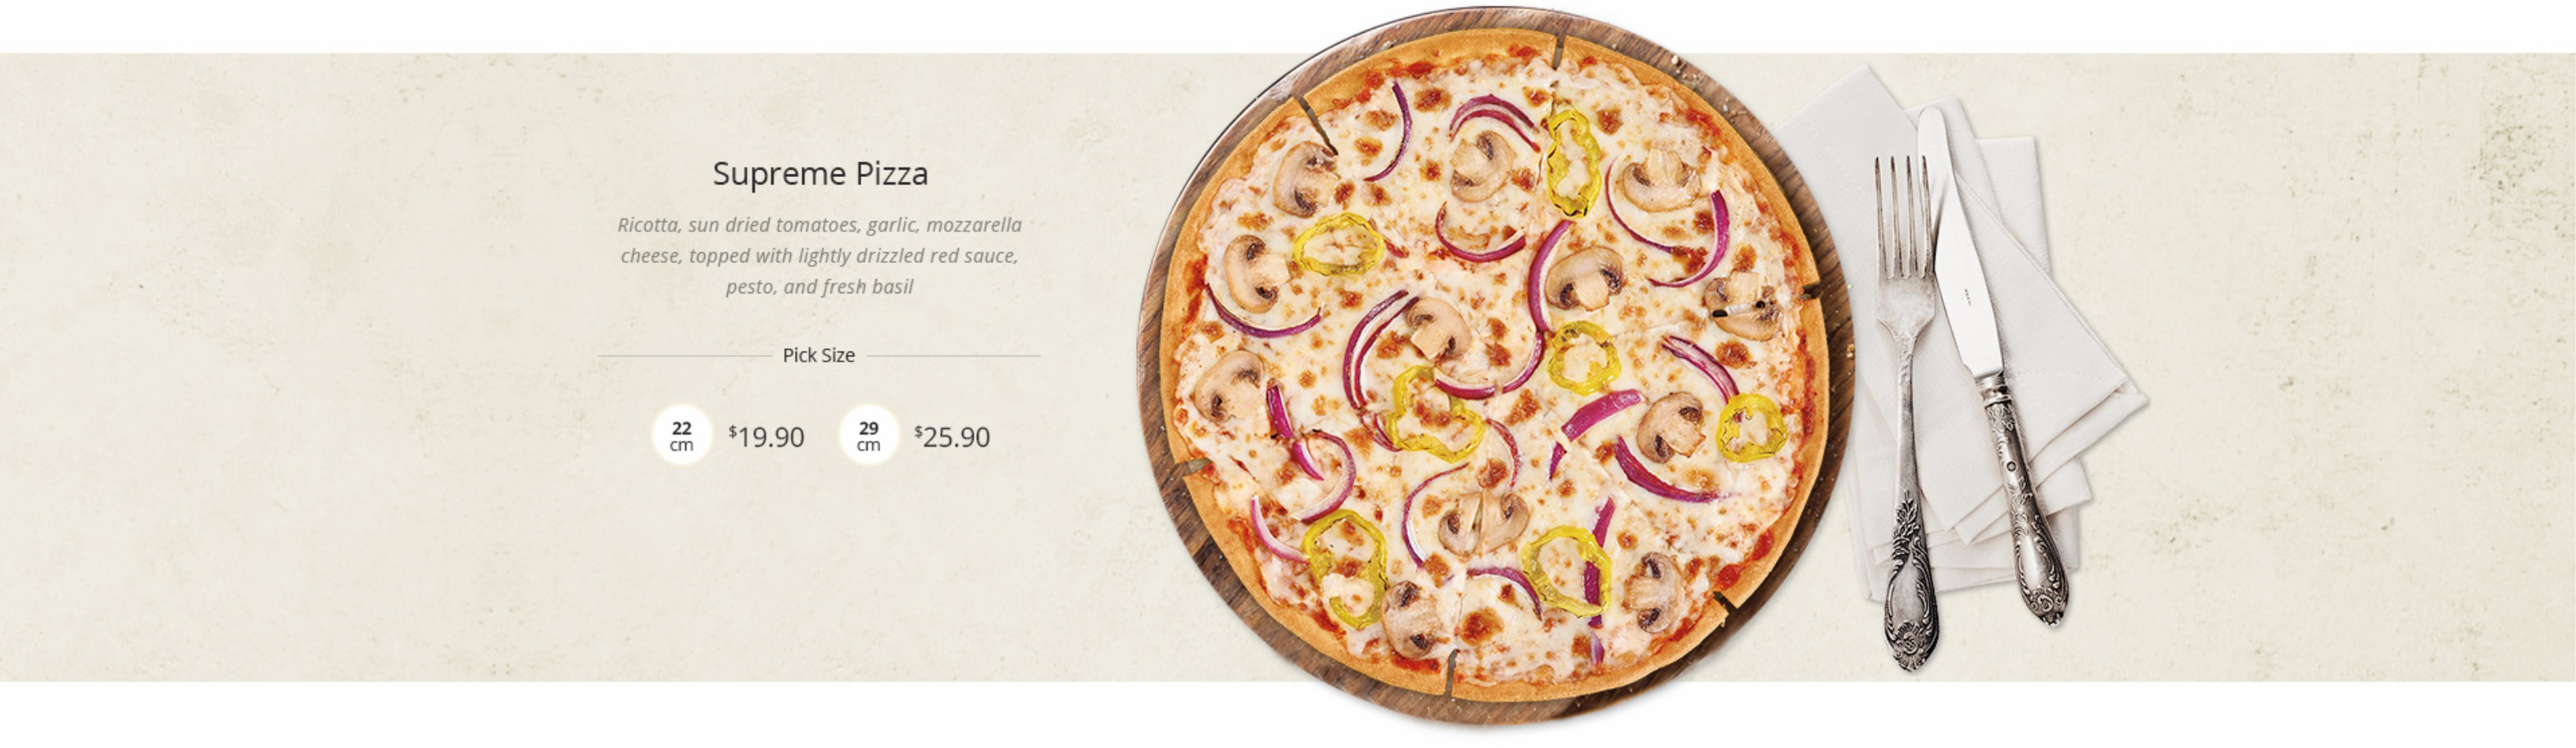 Supreme Pizza
Ricotta, sun dried tomatoes, garlic, mozzarella
cheese, topped with lightly drizzled red sauce,
pesto, and fresh basil
Pick Size
22 cm $19.90 29 cm $25.90